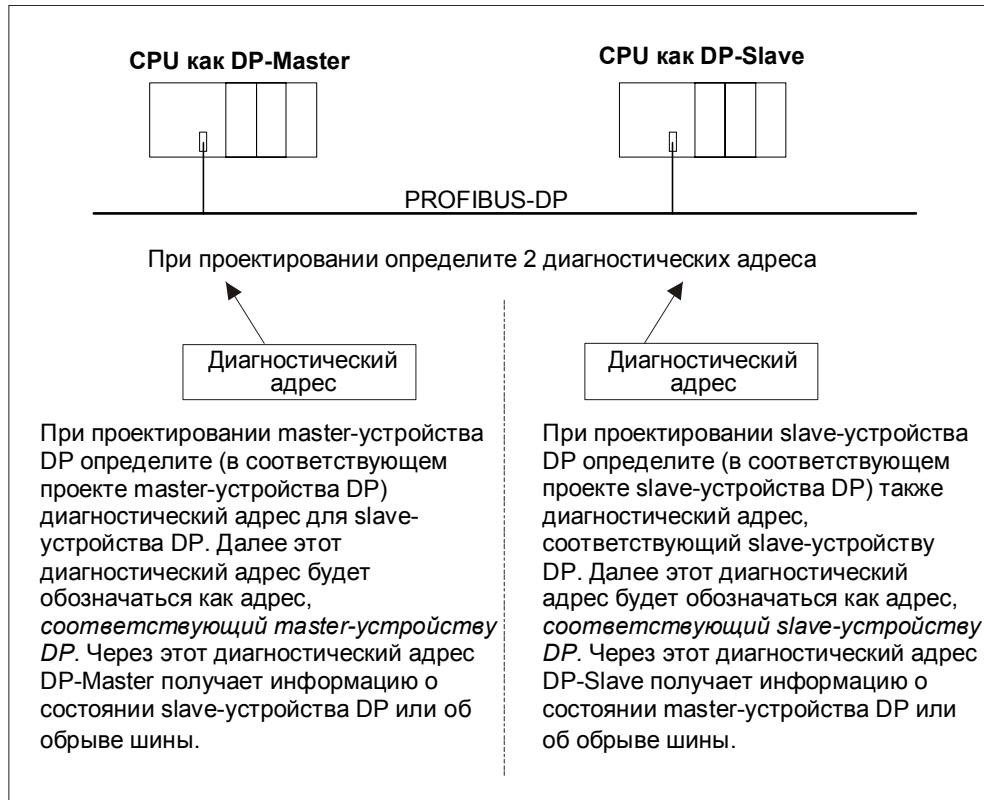 CPU как DP-Master
CPU как DP-Slave
PROFIBUS-DP
При проектировании определите 2 диагностических адреса
Диагностический
адрес
Диагностический
адрес
При проектировании master-устройства
DP определите (в соответствующем
проекте master-устройства DP)
диагностический адрес для slave-
устройства DP. Далее этот
диагностический адрес будет
обозначаться как адрес,
соответствующий master-устройству
DP. Через этот диагностический адрес
DP-Master получает информацию о
состоянии slave-устройства DP или об
обрыве шины.
При проектировании slave-устройства
DP определите (в соответствующем
проекте slave-устройства DP) также
диагностический адрес,
соответствующий slave-устройству
DP. Далее этот диагностический
адрес будет обозначаться как адрес,
соответствующий slave-устройству
DP. Через этот диагностический адрес
DP-Slave получает информацию о
состоянии master-устройства DP или
об обрыве шины.